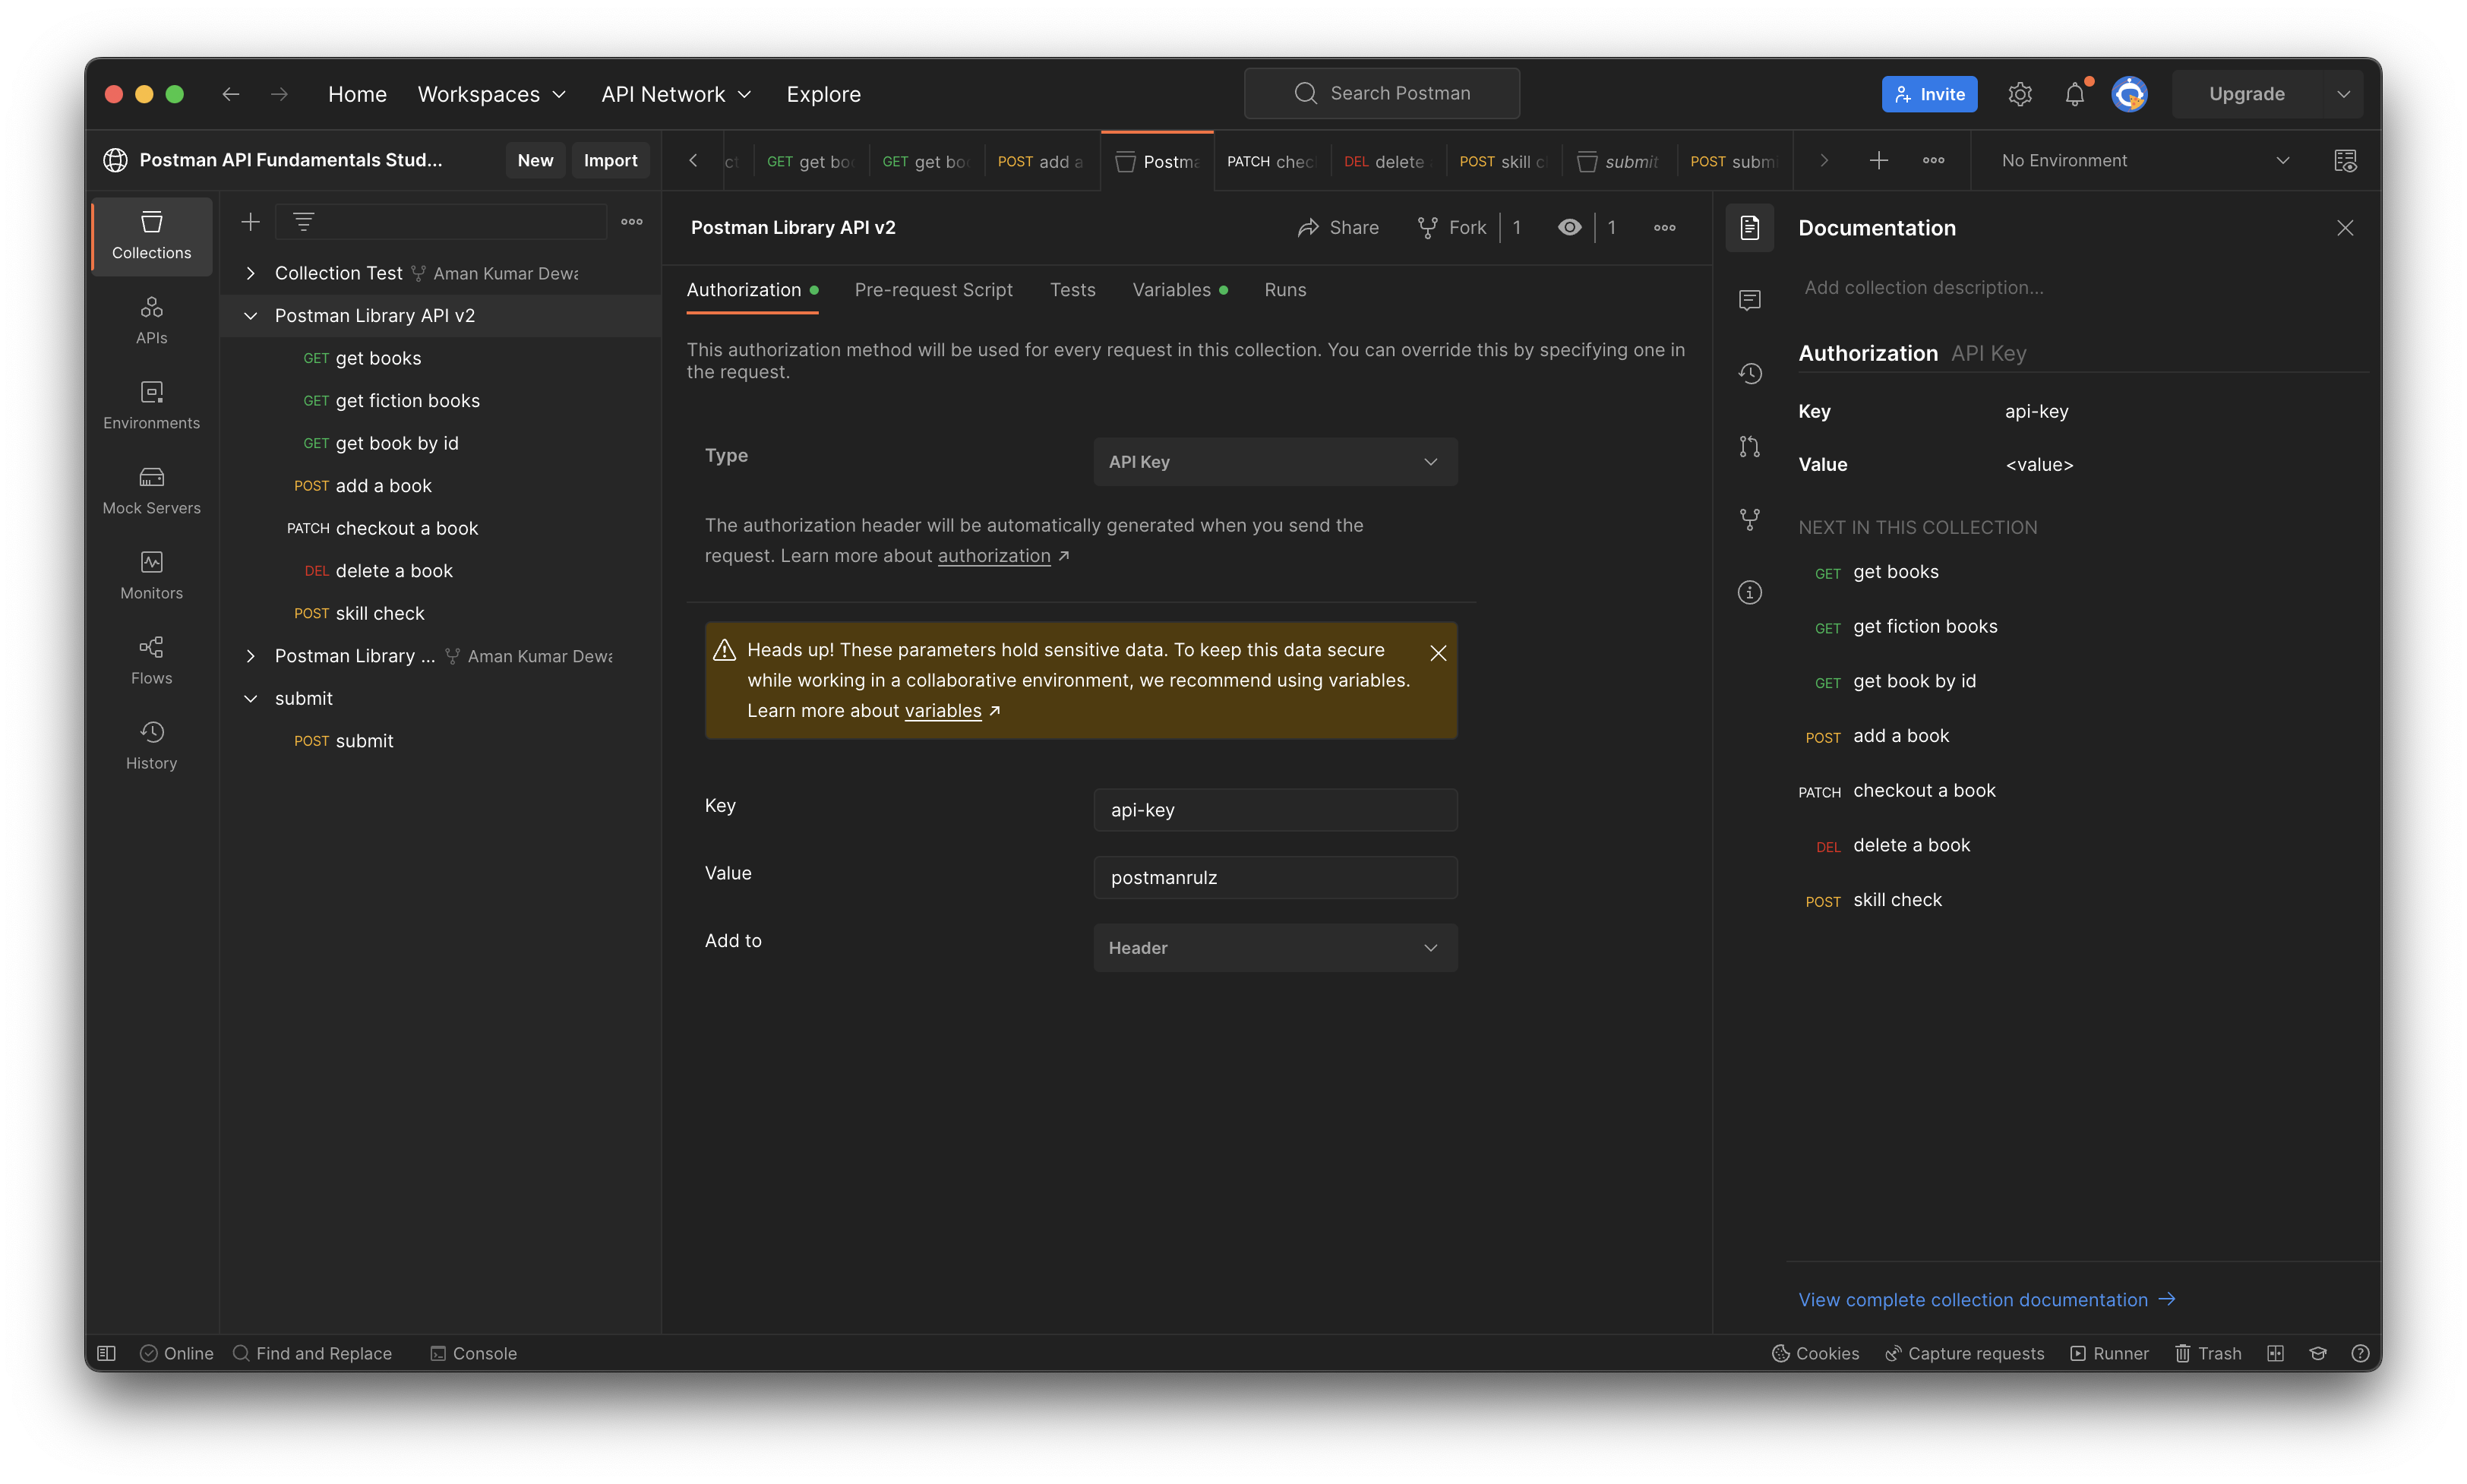 Home Workspaces API Network Explore
Search Postman
Invite
Upgrade
Postman API Fundamentals Stud...
New Import
GET get boo
GET get boo
POST add a
Postma
PATCH chec
DEL delete
POST skill c
submit
POST subm
No Environment
Collections
APIs
Environments
Mock Servers
Monitors
Flows
History
Collection Test Aman Kumar Dewa
Postman Library API v2
GET get books
GET get fiction books
GET get book by id
POST add a book
PATCH checkout a book
DEL delete a book
POST skill check
Postman Library ... Aman Kumar Dewa
submit
POST submit
Postman Library API v2
Share Fork 1 1
Authorization Pre-request Script Tests Variables Runs
This authorization method will be used for every request in this collection. You can override this by specifying one in
the request.
Type API Key
The authorization header will be automatically generated when you send the
request. Learn more about authorization ↗
Heads up! These parameters hold sensitive data. To keep this data secure
while working in a collaborative environment, we recommend using variables.
Learn more about variables ↗
Key api-key
Value postmanrulz
Add to Header
Documentation
Add collection description...
Authorization API Key
Key api-key
Value <value>
NEXT IN THIS COLLECTION
GET get books
GET get fiction books
GET get book by id
POST add a book
PATCH checkout a book
DEL delete a book
POST skill check
View complete collection documentation →
Online Find and Replace Console
Cookies Capture requests Runner Trash